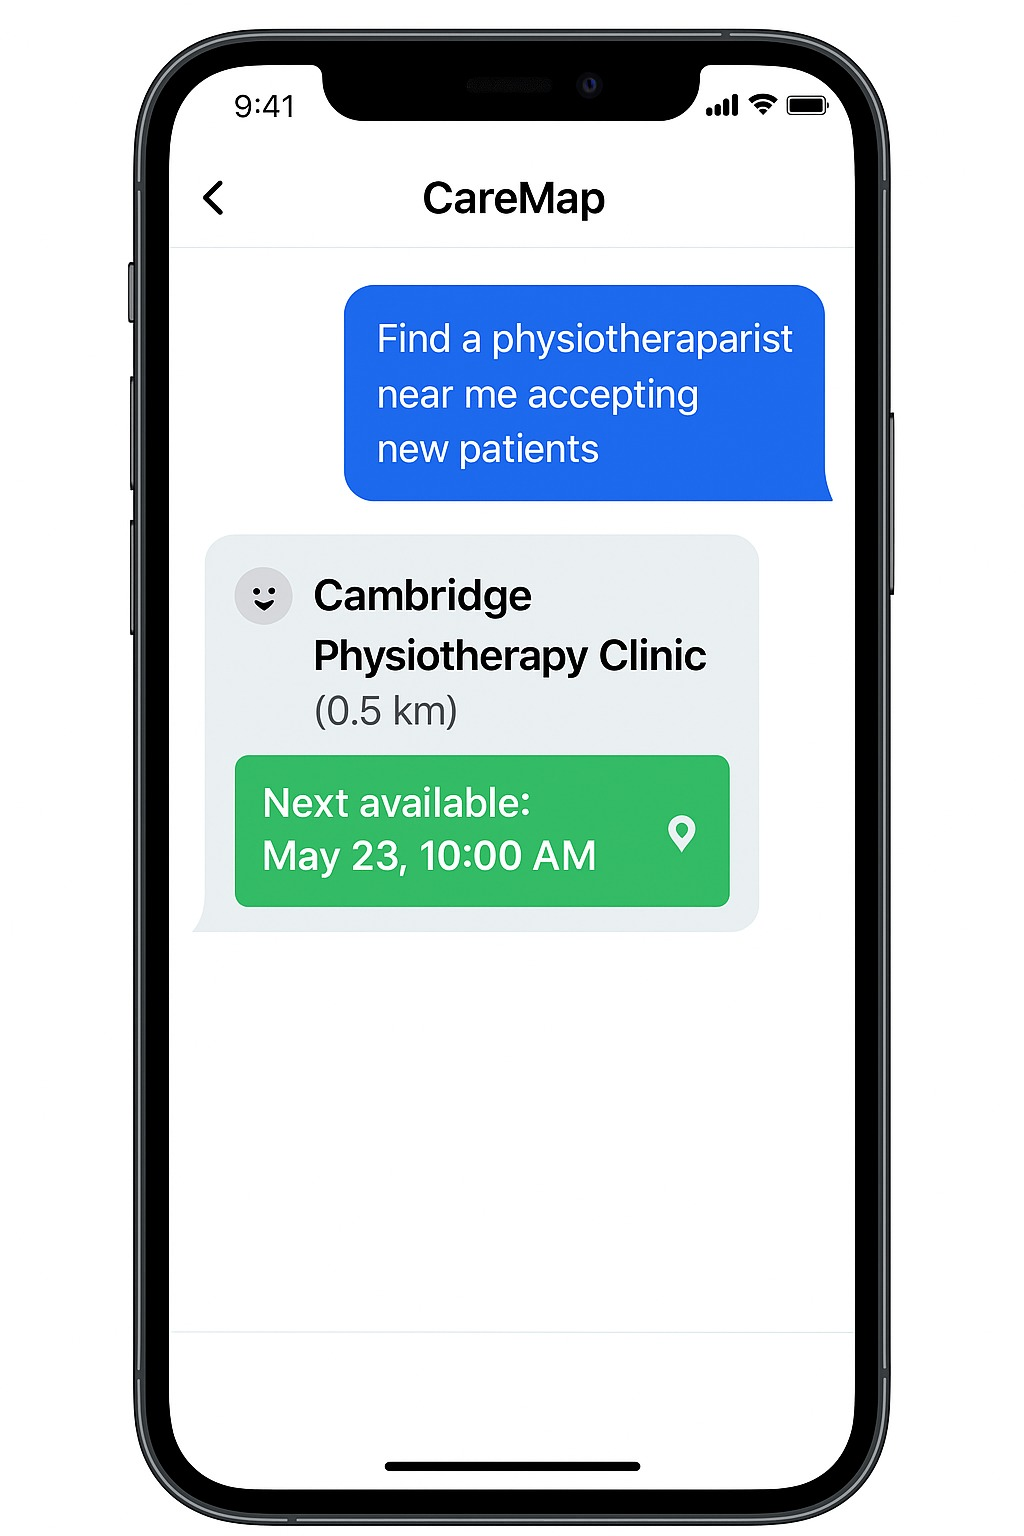 9:41
CareMap
Find a physiotheraparist
near me accepting
new patients
Cambridge
Physiotherapy Clinic
(0.5 km)
Next available:
May 23, 10:00 AM